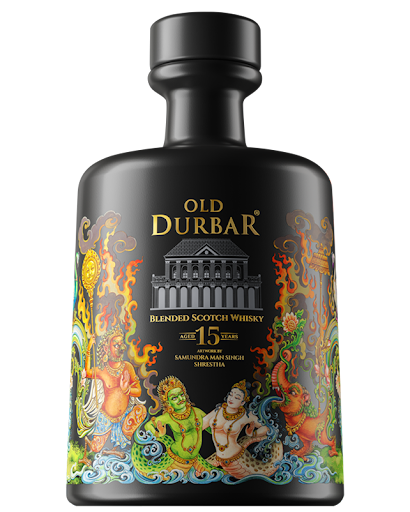 OLD
DURBAR®
BLENDED SCOTCH WHISKY
AGED 15 YEARS
ARTWORK BY
SAMUNDRA MAN SINGH
SHRESTHA